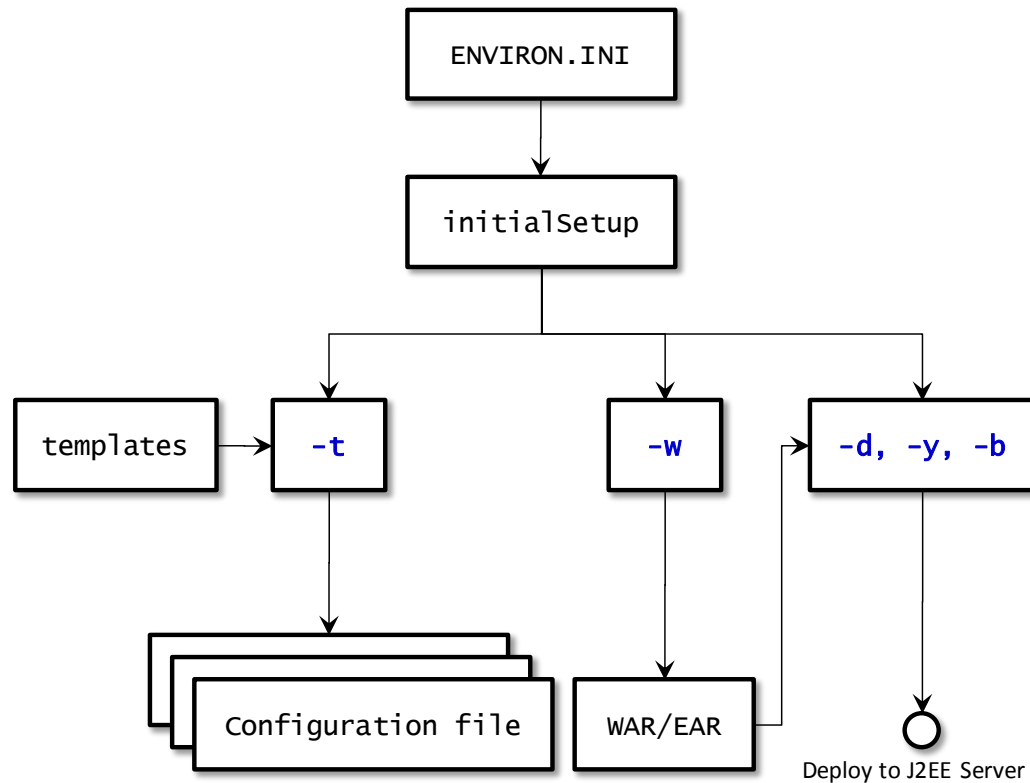 ENVIRON.INI
initialSetup
templates
-t
-w
-d, -y, -b
Configuration file
WAR/EAR
Deploy to J2EE Server